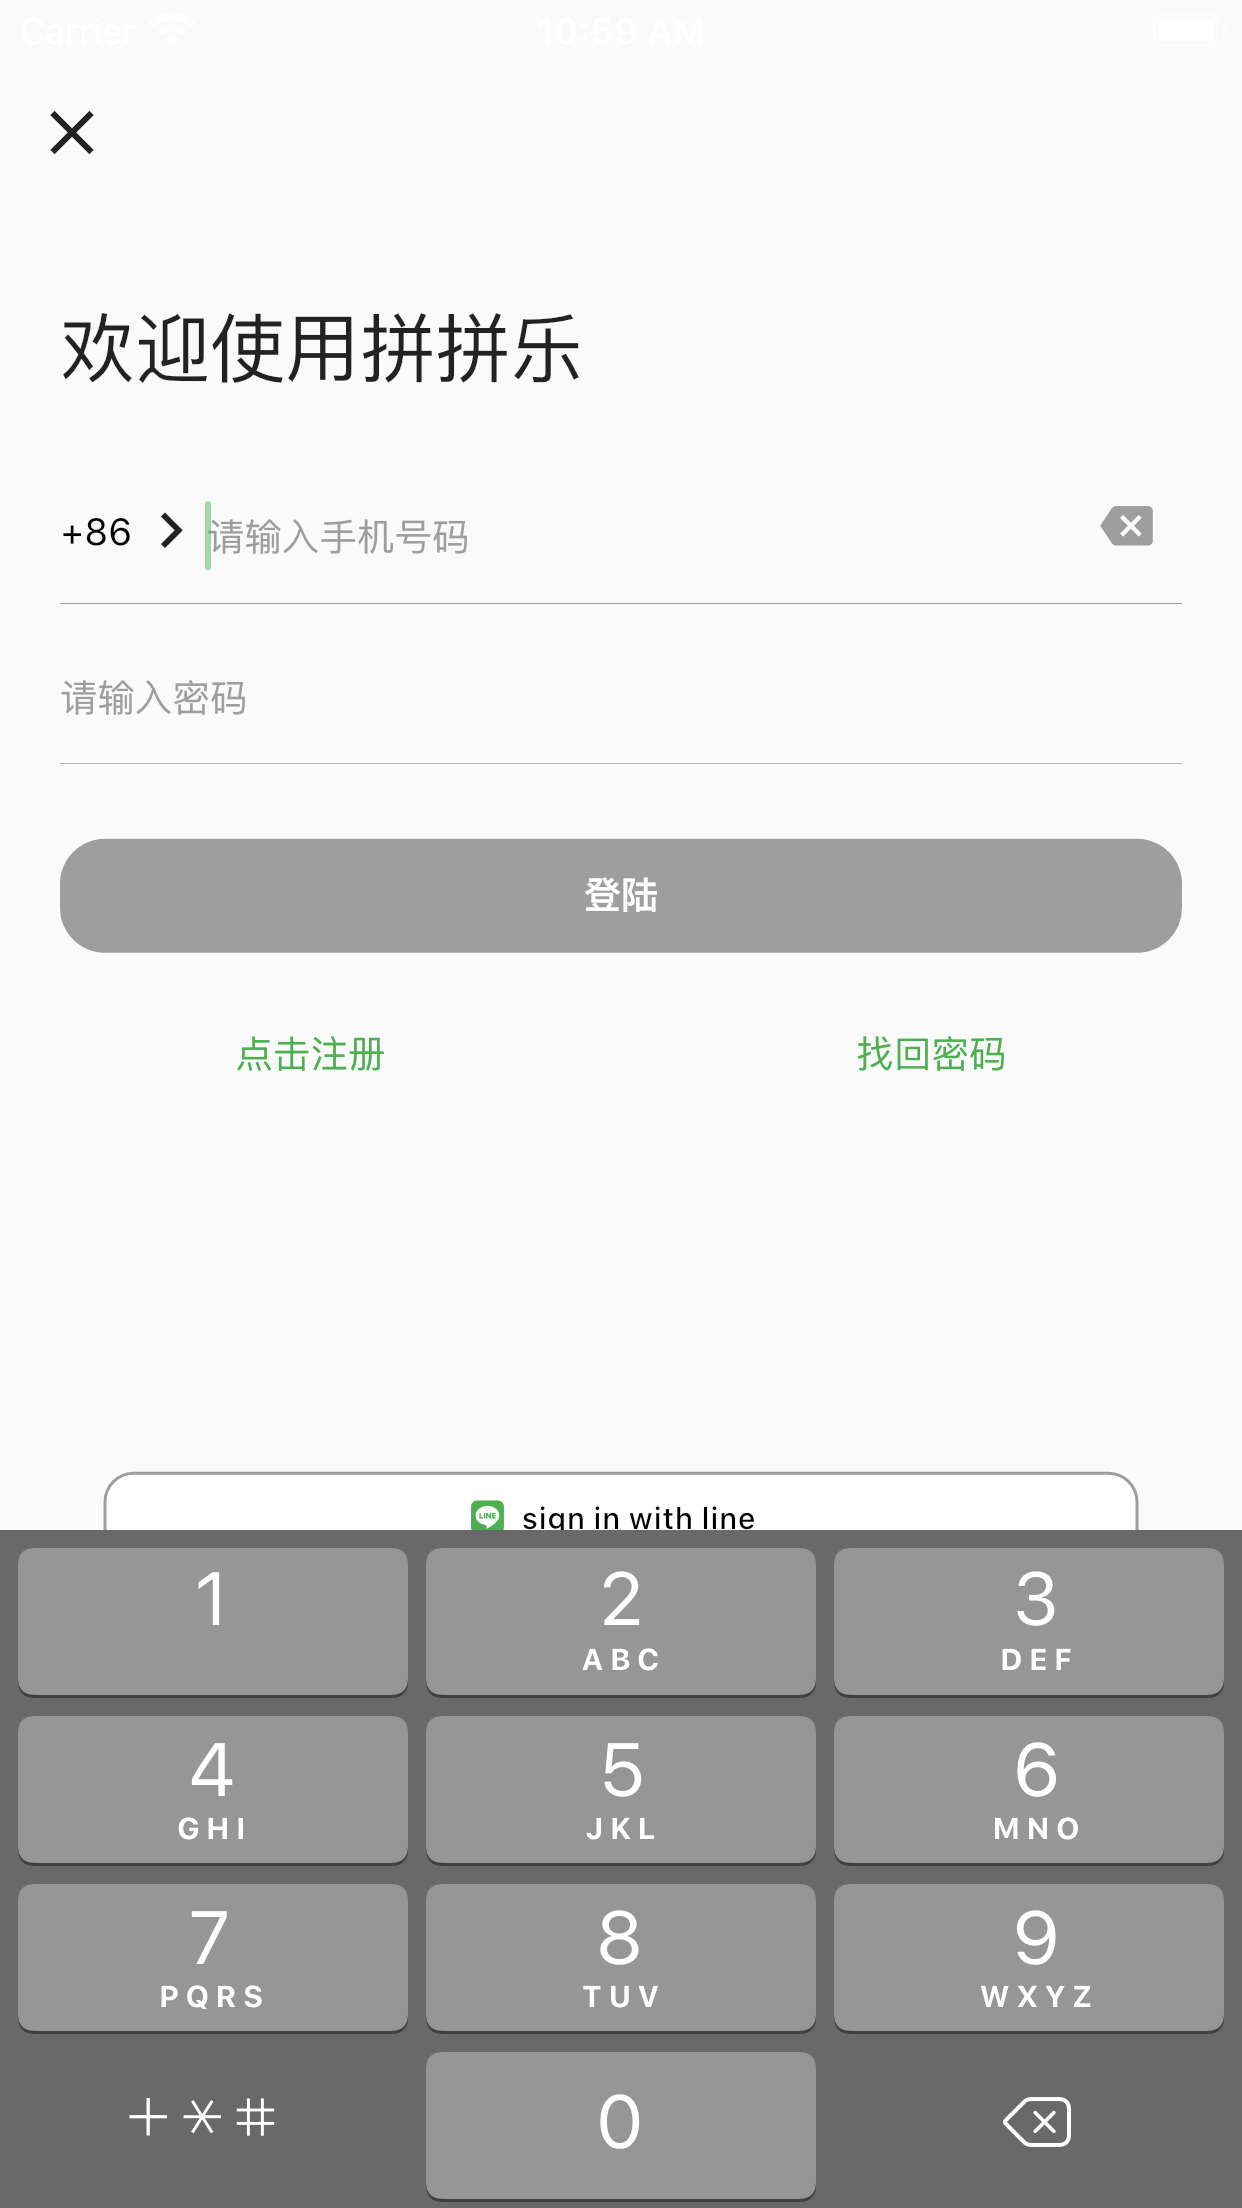 Carrier 10:59 AM
欢迎使用拼拼乐
+86 请输入手机号码
请输入密码
登陆
点击注册 找回密码
LINE sign in with line
1 2 3
ABC DEF
4 5 6
GHI JKL MNO
7 8 9
PQRS TUV WXYZ
+*# 0